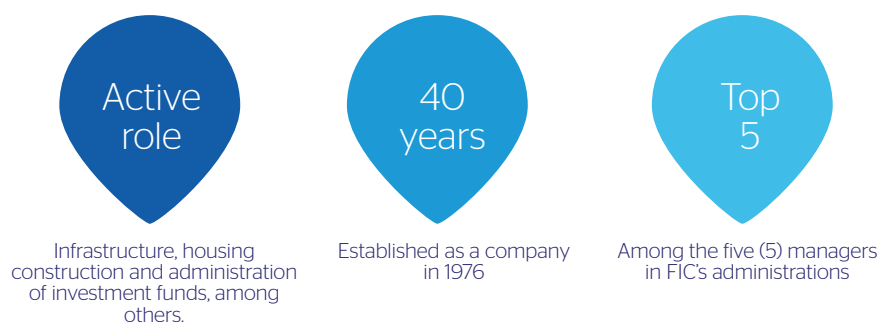 Active
role
40
years
Top
5
Infrastructure, housing
construction and administration
of investment funds, among
others.
Established as a company
in 1976
Among the five (5) managers
in FIC's administrations